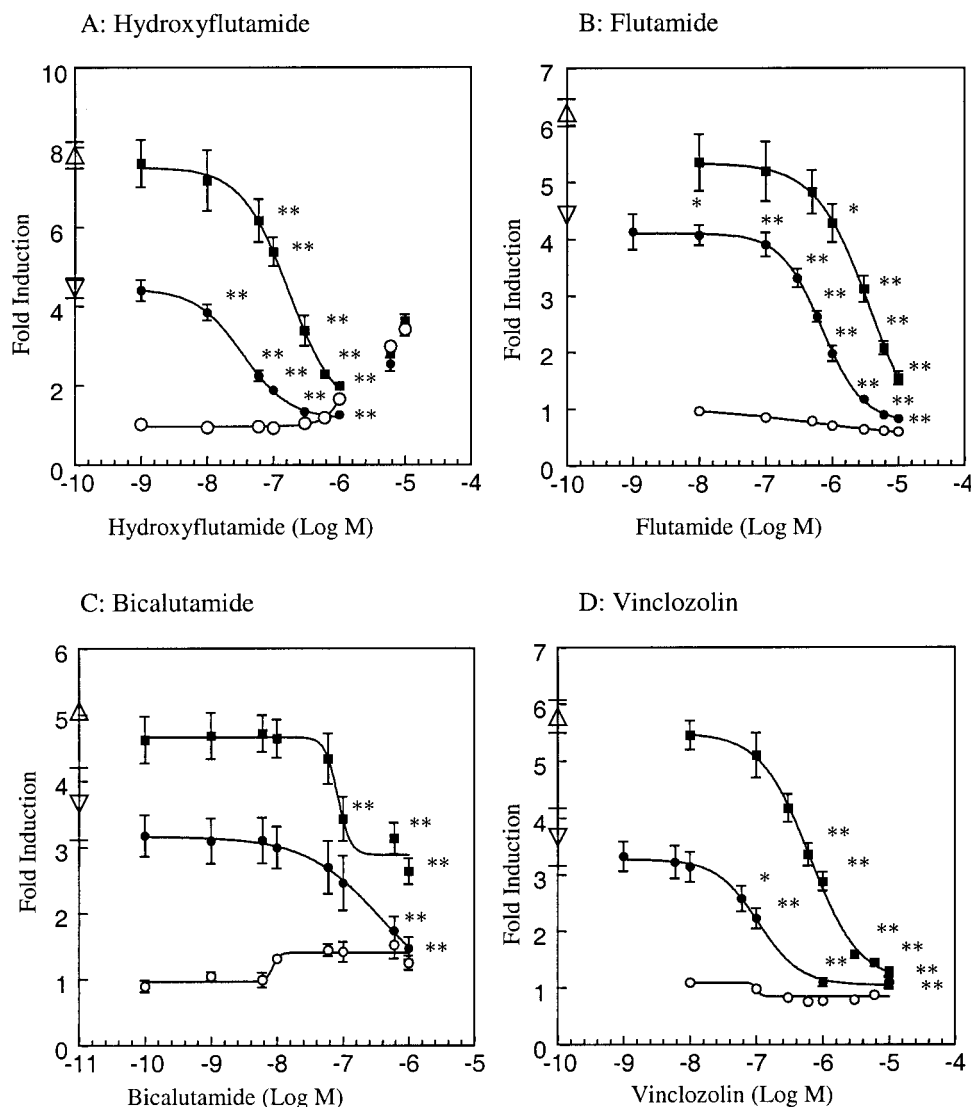 A: Hydroxyflutamide
10
8
6
4
2
0
Fold Induction
** ** ** ** ** ** ** ** ** **
-10 -9 -8 -7 -6 -5 -4
Hydroxyflutamide (Log M)
B: Flutamide
7
6
5
4
3
2
1
0
Fold Induction
* ** * ** ** ** ** ** ** ** ** **
-10 -9 -8 -7 -6 -5 -4
Flutamide (Log M)
C: Bicalutamide
6
5
4
3
2
1
0
Fold Induction
** ** ** ** **
-11 -10 -9 -8 -7 -6 -5
Bicalutamide (Log M)
D: Vinclozolin
7
6
5
4
3
2
1
0
Fold Induction
** ** * ** ** ** ** ** **
-10 -9 -8 -7 -6 -5 -4
Vinclozolin (Log M)